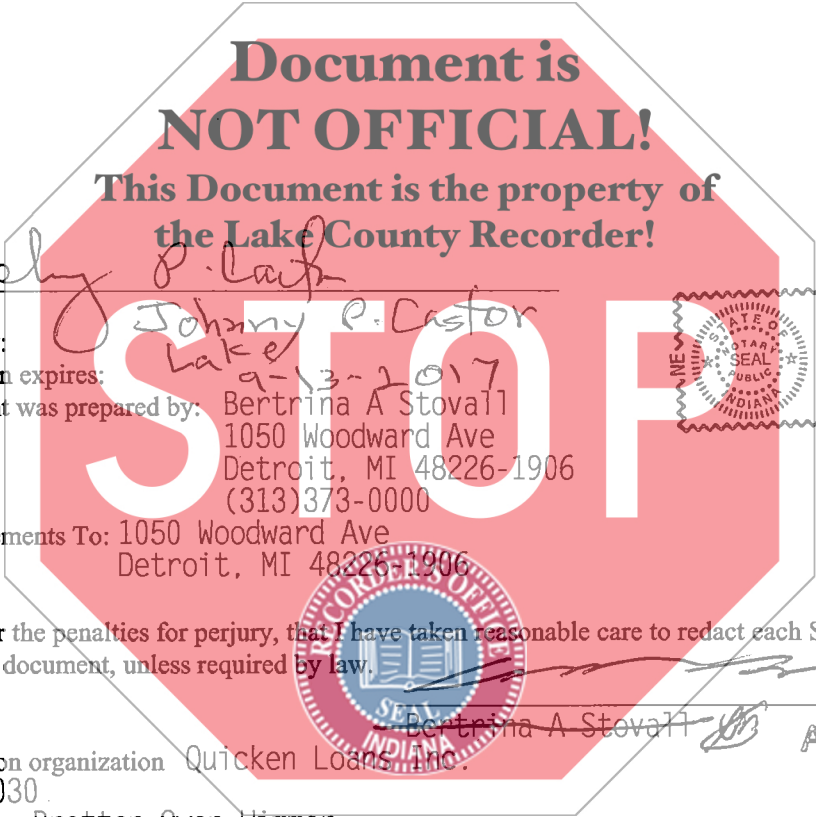 Document is
NOT OFFICIAL!
This Document is the property of
the Lake County Recorder!
P.
Johnny P. Castor
:
Lake
n expires: 9-13-2017
t was prepared by: Bertrina A Stovall
1050 Woodward Ave
Detroit, MI 48226-1906
(313)373-0000
STOP
NE
STATE OF
NOTARY
SEAL
PUBLIC
INDIANA
ments To: 1050 Woodward Ave
Detroit, MI 48226-1906
RECORDER'S OFFICE
SEAL
INDIANA
r the penalties for perjury, that I have taken reasonable care to redact each S
document, unless required by law.
Bertrina A Stovall
on organization Quicken Loans Inc.
030